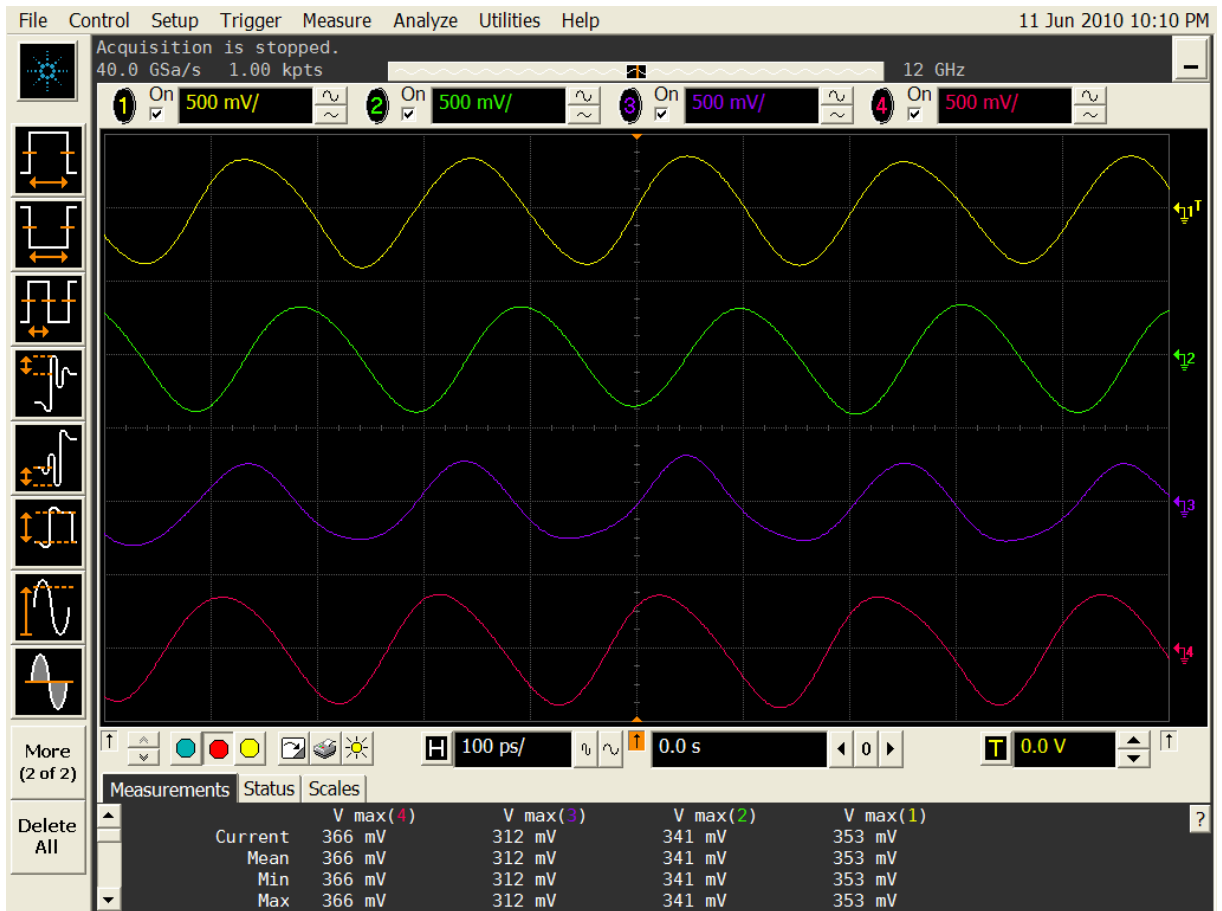 File Control Setup Trigger Measure Analyze Utilities Help 11 Jun 2010 10:10 PM
Acquisition is stopped.
40.0 GSa/s 1.00 kpts 12 GHz
1 On 500 mV/ 2 On 500 mV/ 3 On 500 mV/ 4 On 500 mV/
1 T
2
3
4
More
(2 of 2)
Delete
All
H 100 ps/ 0.0 s 0 T 0.0 V
Measurements Status Scales
V max(4) V max(3) V max(2) V max(1) ?
Current 366 mV 312 mV 341 mV 353 mV
Mean 366 mV 312 mV 341 mV 353 mV
Min 366 mV 312 mV 341 mV 353 mV
Max 366 mV 312 mV 341 mV 353 mV